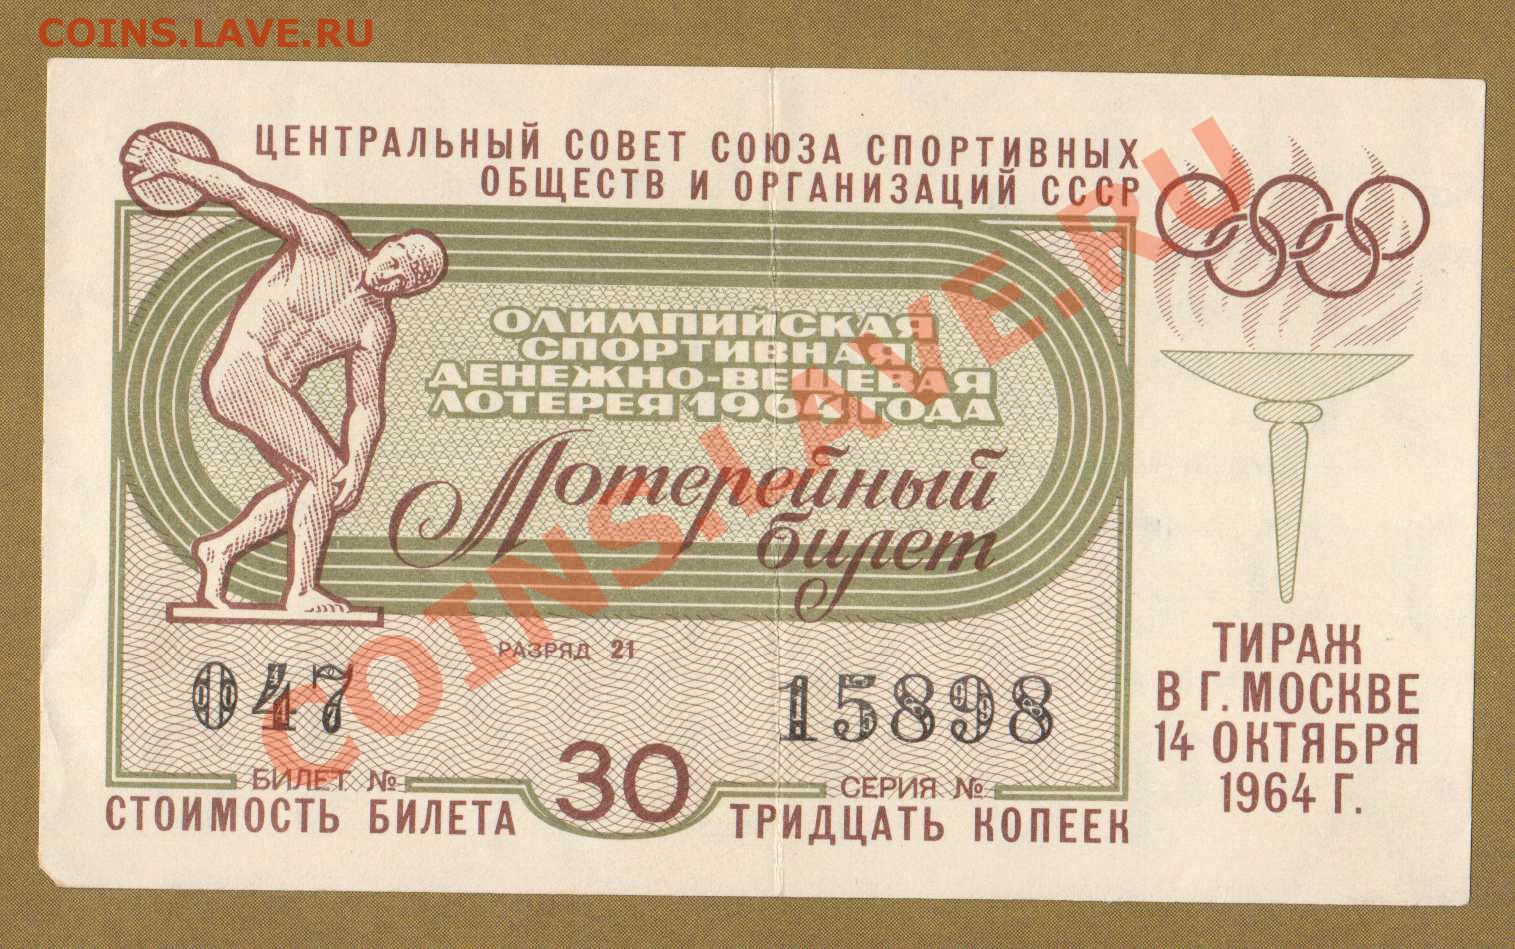 COINS.LAVE.RU
ЦЕНТРАЛЬНЫЙ СОВЕТ СОЮЗА СПОРТИВНЫХ
ОБЩЕСТВ И ОРГАНИЗАЦИЙ СССР
ОЛИМПИЙСКАЯ
СПОРТИВНАЯ
ДЕНЕЖНО-ВЕЩЕВАЯ
ЛОТЕРЕЯ 1964 ГОДА
Лотерейный
билет
РАЗРЯД 21
047
15898
БИЛЕТ №
СЕРИЯ №
СТОИМОСТЬ БИЛЕТА
30
ТРИДЦАТЬ КОПЕЕК
ТИРАЖ
В Г. МОСКВЕ
14 ОКТЯБРЯ
1964 Г.
COINS.LAVE.RU